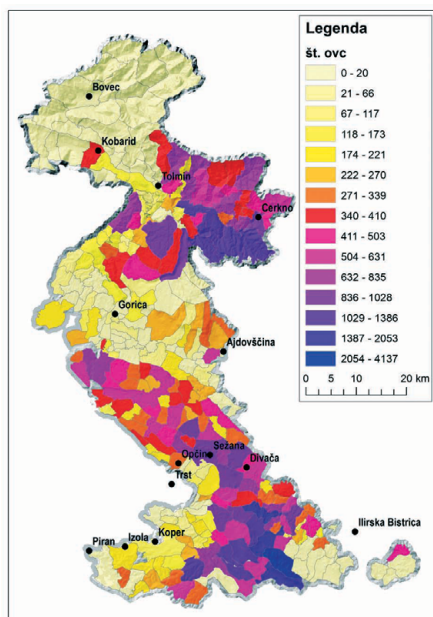 Legenda
št. ovc
0 - 20
21 - 66
67 - 117
118 - 173
174 - 221
222 - 270
271 - 339
340 - 410
411 - 503
504 - 631
632 - 835
836 - 1028
1029 - 1386
1387 - 2053
2054 - 4137
0 5 10 20 km
Bovec
Kobarid
Tolmin
Cerkno
Gorica
Ajdovščina
Sežana
Opčine
Divača
Trst
Ilirska Bistrica
Koper
Izola
Piran